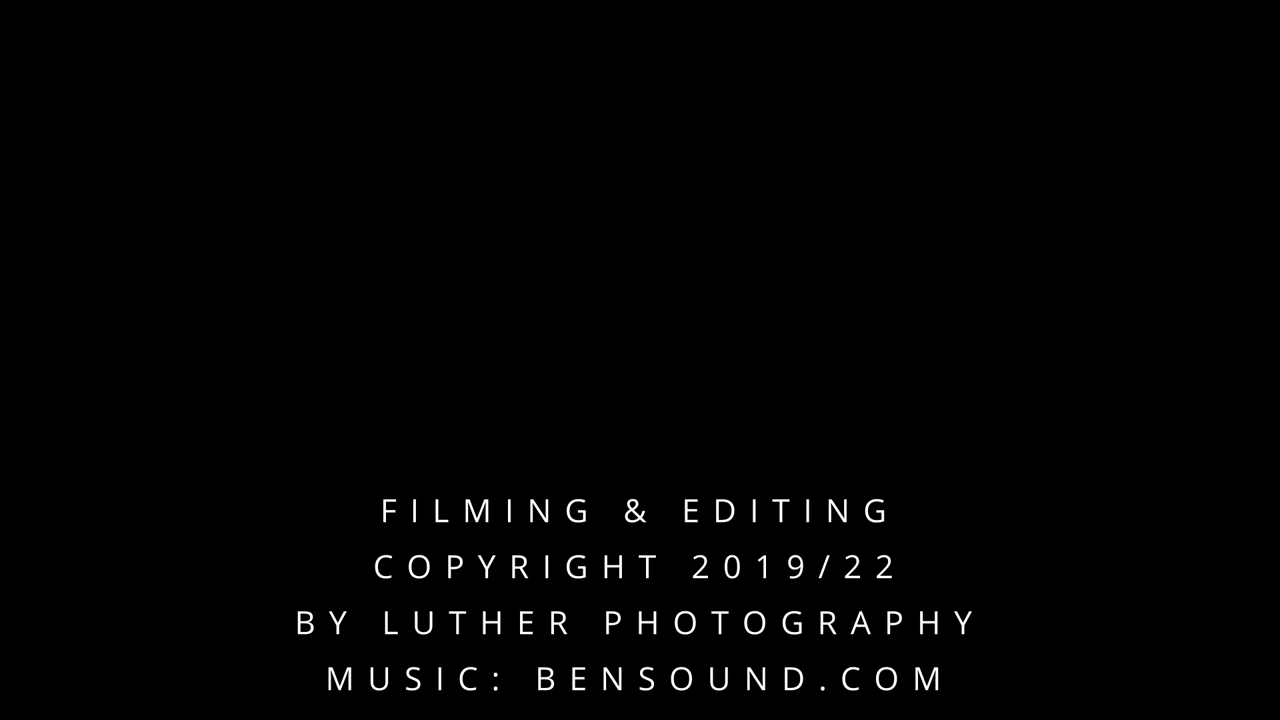 FILMING & EDITING
COPYRIGHT 2019/22
BY LUTHER PHOTOGRAPHY
MUSIC: BENSOUND.COM